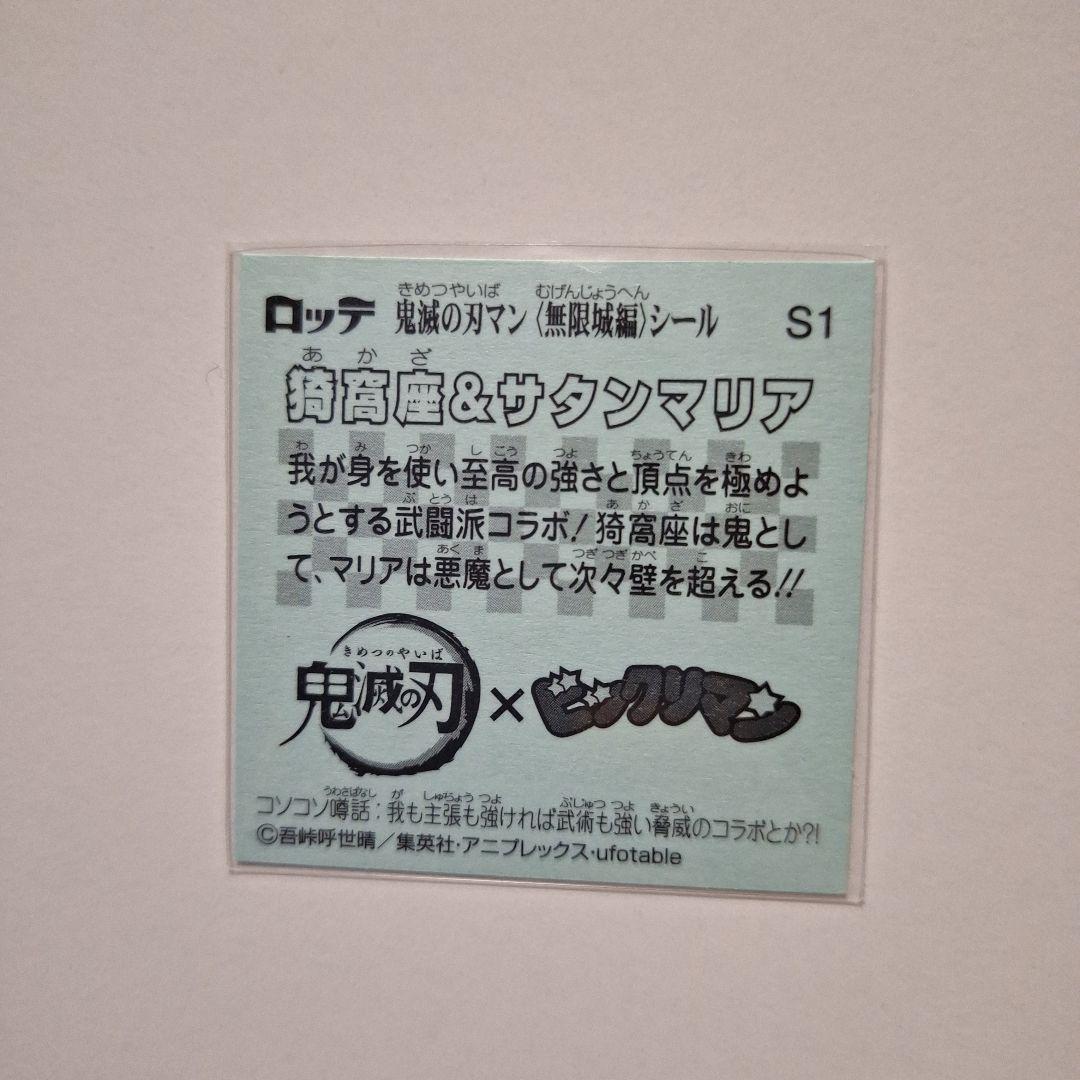 きめつやいば むげんじょうへん
ロッテ 鬼滅の刃マン〈無限城編〉シール S1
あかざ
猗窩座&サタンマリア
わ み つか しこう つよ ちょうてん きわ
我が身を使い至高の強さと頂点を極めよ
ぶとうは あかざ おに
うとする武闘派コラボ!猗窩座は鬼とし
あくま つぎつぎかべ こ
て、マリアは悪魔として次々壁を超える!!
きめつのやいば
鬼滅の刃 × ビックリマン
うわさばなし が しゅちょう つよ ぶじゅつ つよ きょうい
コソコソ噂話:我も主張も強ければ武術も強い脅威のコラボとか?!
©吾峠呼世晴/集英社・アニプレックス・ufotable